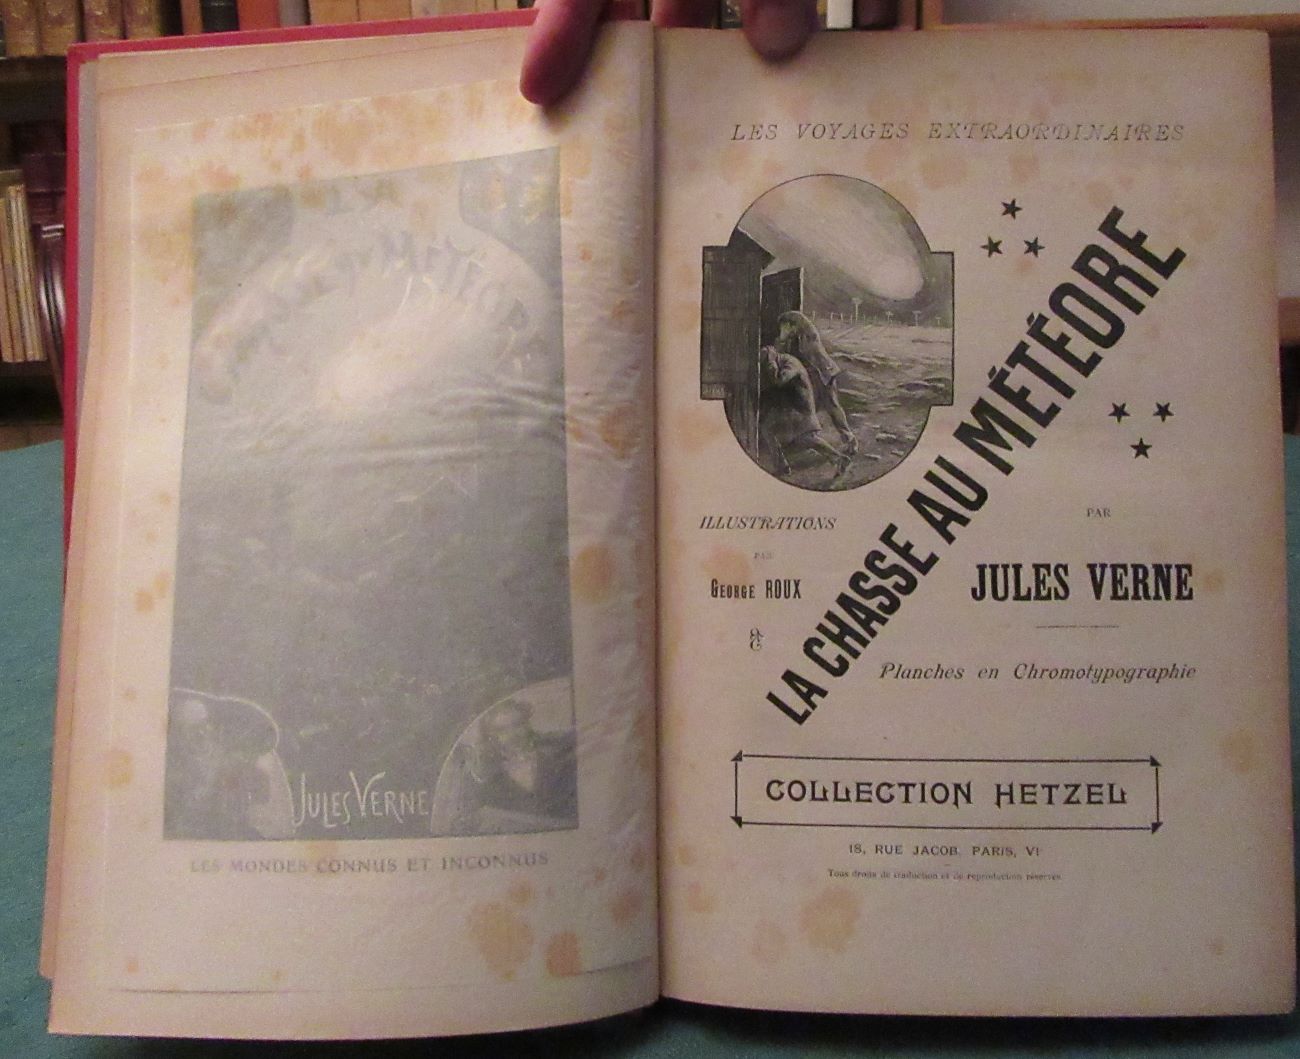 La Chasse au Météore
JULES VERNE
LES MONDES CONNUS ET INCONNUS
LES VOYAGES EXTRAORDINAIRES
LA CHASSE AU MÉTÉORE
ILLUSTRATIONS
PAR
GEORGE ROUX
PAR
JULES VERNE
Planches en Chromotypographie
COLLECTION HETZEL
18, RUE JACOB, PARIS, VIe
Tous droits de traduction et de reproduction réservés.